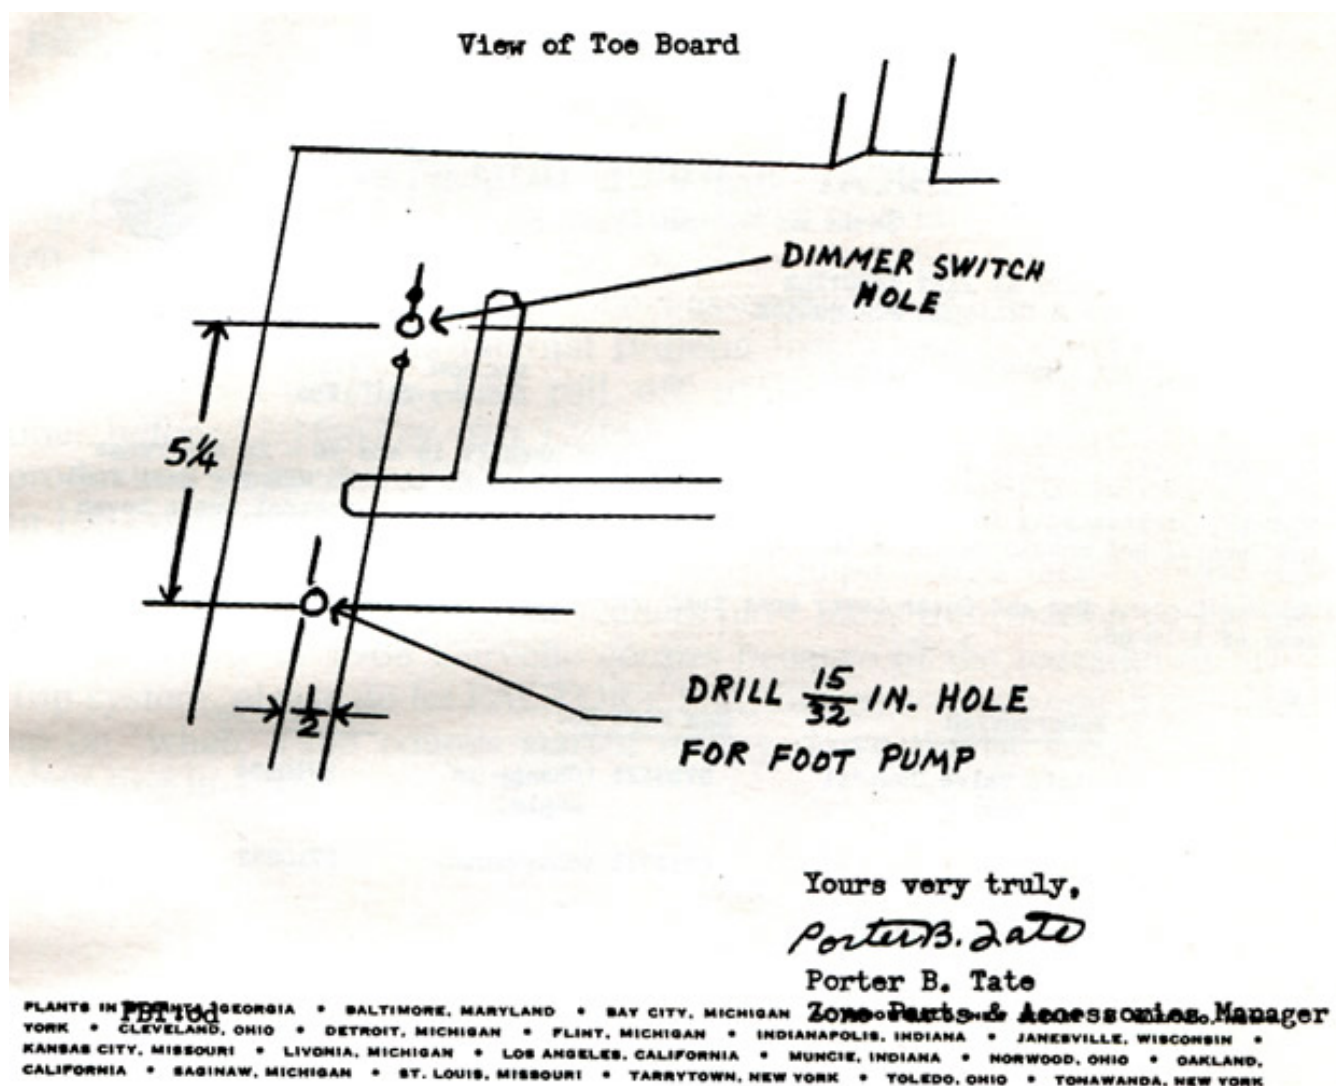 View of Toe Board
DIMMER SWITCH
HOLE
5 1/4
DRILL 15/32 IN. HOLE
1/2
FOR FOOT PUMP
Yours very truly,
Porter B. Tate
Porter B. Tate
Zone Parts & Accessories Manager
PLANTS IN GEORGIA • BALTIMORE, MARYLAND • BAY CITY, MICHIGAN
YORK • CLEVELAND, OHIO • DETROIT, MICHIGAN • FLINT, MICHIGAN • INDIANAPOLIS, INDIANA • JANESVILLE, WISCONSIN •
KANSAS CITY, MISSOURI • LIVONIA, MICHIGAN • LOS ANGELES, CALIFORNIA • MUNCIE, INDIANA • NORWOOD, OHIO • OAKLAND,
CALIFORNIA • SAGINAW, MICHIGAN • ST. LOUIS, MISSOURI • TARRYTOWN, NEW YORK • TOLEDO, OHIO • TONAWANDA, NEW YORK